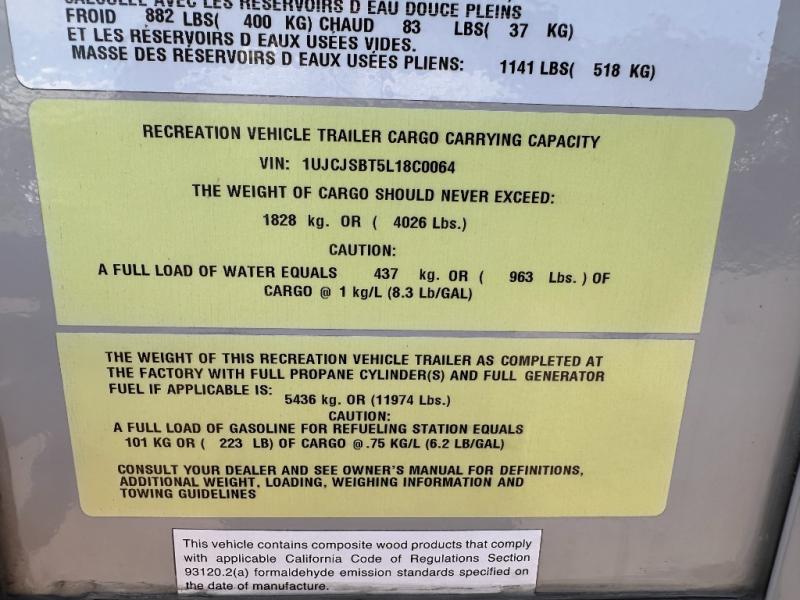 CALCULÉE AVEC LES RÉSERVOIRS D EAU DOUCE PLEINS
FROID 882 LBS( 400 KG) CHAUD 83 LBS( 37 KG)
ET LES RÉSERVOIRS D EAUX USÉES VIDES.
MASSE DES RÉSERVOIRS D EAUX USÉES PLIENS: 1141 LBS( 518 KG)
RECREATION VEHICLE TRAILER CARGO CARRYING CAPACITY
VIN: 1UJCJSBT5L18C0064
THE WEIGHT OF CARGO SHOULD NEVER EXCEED:
1828 kg. OR ( 4026 Lbs.)
CAUTION:
A FULL LOAD OF WATER EQUALS 437 kg. OR ( 963 Lbs. ) OF
CARGO @ 1 kg/L (8.3 Lb/GAL)
THE WEIGHT OF THIS RECREATION VEHICLE TRAILER AS COMPLETED AT
THE FACTORY WITH FULL PROPANE CYLINDER(S) AND FULL GENERATOR
FUEL IF APPLICABLE IS:
5436 kg. OR (11974 Lbs.)
CAUTION:
A FULL LOAD OF GASOLINE FOR REFUELING STATION EQUALS
101 KG OR ( 223 LB) OF CARGO @ .75 KG/L (6.2 LB/GAL)
CONSULT YOUR DEALER AND SEE OWNER'S MANUAL FOR DEFINITIONS,
ADDITIONAL WEIGHT, LOADING, WEIGHING INFORMATION AND
TOWING GUIDELINES
This vehicle contains composite wood products that comply
with applicable California Code of Regulations Section
93120.2(a) formaldehyde emission standards specified on
the date of manufacture.